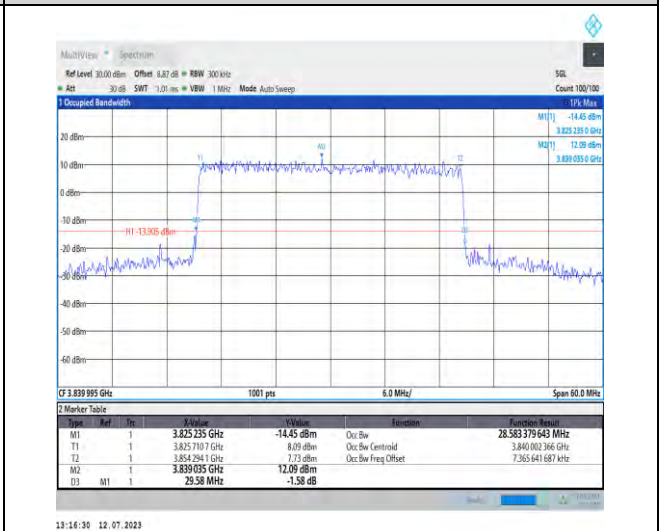 MultiView Spectrum
Ref Level 30.00 dBm Offset 8.87 dB RBW 300 kHz SGL
Att 30 dB SWT 1.01 ms VBW 1 MHz Mode Auto Sweep Count 100/100
1 Occupied Bandwidth 1Pk Max
M1[1] -14.45 dBm
3.825 235 0 GHz
M2[1] 12.09 dBm
3.839 035 0 GHz
20 dBm
M2
T1 T2
10 dBm
0 dBm
-10 dBm
H1 -13.905 dBm
-20 dBm
-30 dBm
-40 dBm
-50 dBm
-60 dBm
CF 3.839 995 GHz 1001 pts 6.0 MHz/ Span 60.0 MHz
2 Marker Table
Type Ref Trc X-Value Y-Value Function Function Result
M1 1 3.825 235 GHz -14.45 dBm Occ Bw 28.583 379 643 MHz
T1 1 3.825 710 7 GHz 8.09 dBm Occ Bw Centroid 3.840 002 366 GHz
T2 1 3.854 294 1 GHz 7.73 dBm Occ Bw Freq Offset 7.365 641 687 kHz
M2 1 3.839 035 GHz 12.09 dBm
D3 M1 1 29.58 MHz -1.58 dB
13:16:30 12.07.2023